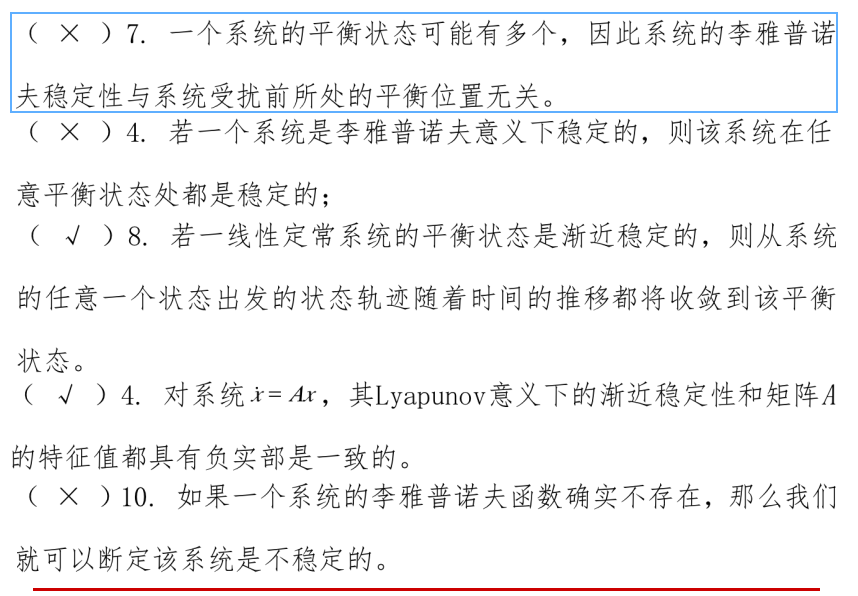 （ × ）7. 一个系统的平衡状态可能有多个，因此系统的李雅普诺
夫稳定性与系统受扰前所处的平衡位置无关。
（ × ）4. 若一个系统是李雅普诺夫意义下稳定的，则该系统在任
意平衡状态处都是稳定的；
（ √ ）8. 若一线性定常系统的平衡状态是渐近稳定的，则从系统
的任意一个状态出发的状态轨迹随着时间的推移都将收敛到该平衡
状态。
（ √ ）4. 对系统ẋ = Ax，其Lyapunov意义下的渐近稳定性和矩阵A
的特征值都具有负实部是一致的。
（ × ）10. 如果一个系统的李雅普诺夫函数确实不存在，那么我们
就可以断定该系统是不稳定的。